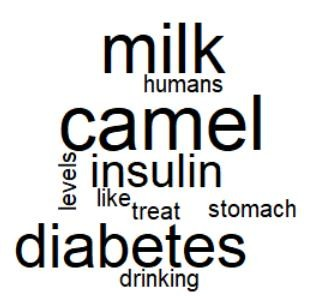 milk
humans
camel
levels
insulin
like
treat
stomach
diabetes
drinking